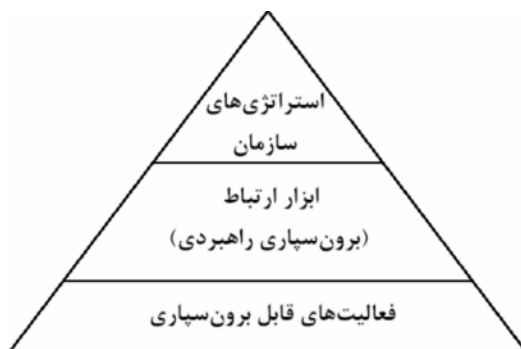 استراتژی‌های
سازمان
ابزار ارتباط
(برون‌سپاری راهبردی)
فعالیت‌های قابل برون‌سپاری